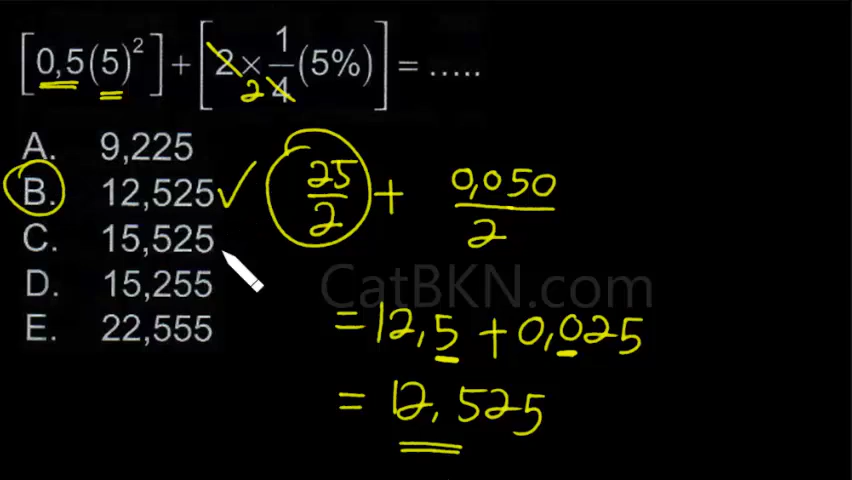 [0,5(5)²] + [2 × 1/4 (5%)] = .....
2
A. 9,225
B. 12,525 ✓ 25/2 + 0,050/2
C. 15,525
D. 15,255
E. 22,555
CatBKN.com
= 12,5 + 0,025
= 12,525